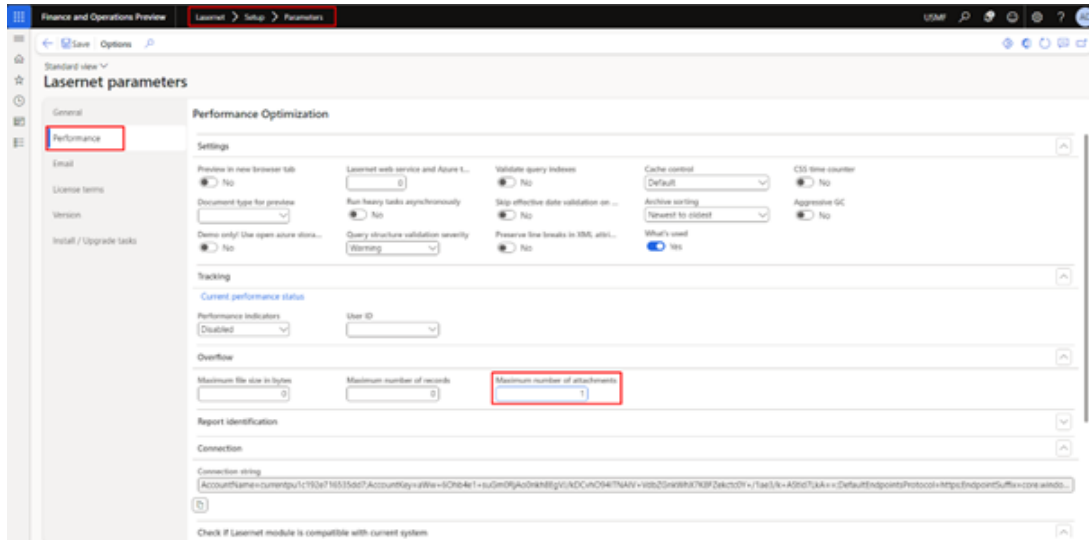 Finance and Operations Preview
Lasernet > Setup > Parameters
USMF
Save Options
Standard view
Lasernet parameters
General
Performance
Email
License terms
Version
Install / Upgrade tasks
Performance Optimization
Settings
Preview in new browser tab
No
Lasernet web service and Azure t...
0
Validate query indexes
No
Cache control
Default
CSS time counter
No
Document type for preview
Run heavy tasks asynchronously
No
Skip effective date validation on ...
No
Archive sorting
Newest to oldest
Aggressive GC
No
Demo only! Use open azure stora...
No
Query structure validation severity
Warning
Preserve line breaks in XML attri...
No
What's used
Yes
Tracking
Current performance status
Performance indicators
Disabled
User ID
Overflow
Maximum file size in bytes
0
Maximum number of records
0
Maximum number of attachments
1
Report identification
Connection
Connection string
Check if Lasernet module is compatible with current system